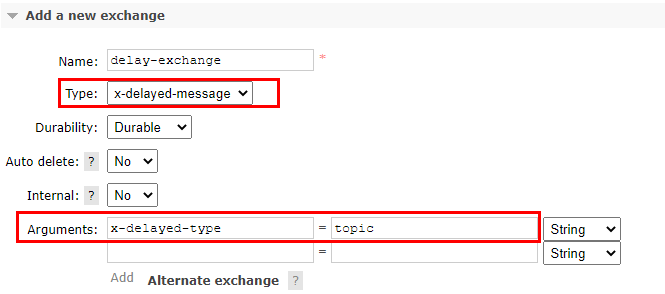 Add a new exchange
Name: delay-exchange *
Type: x-delayed-message
Durability: Durable
Auto delete: ? No
Internal: ? No
Arguments: x-delayed-type = topic String
= String
Add Alternate exchange ?